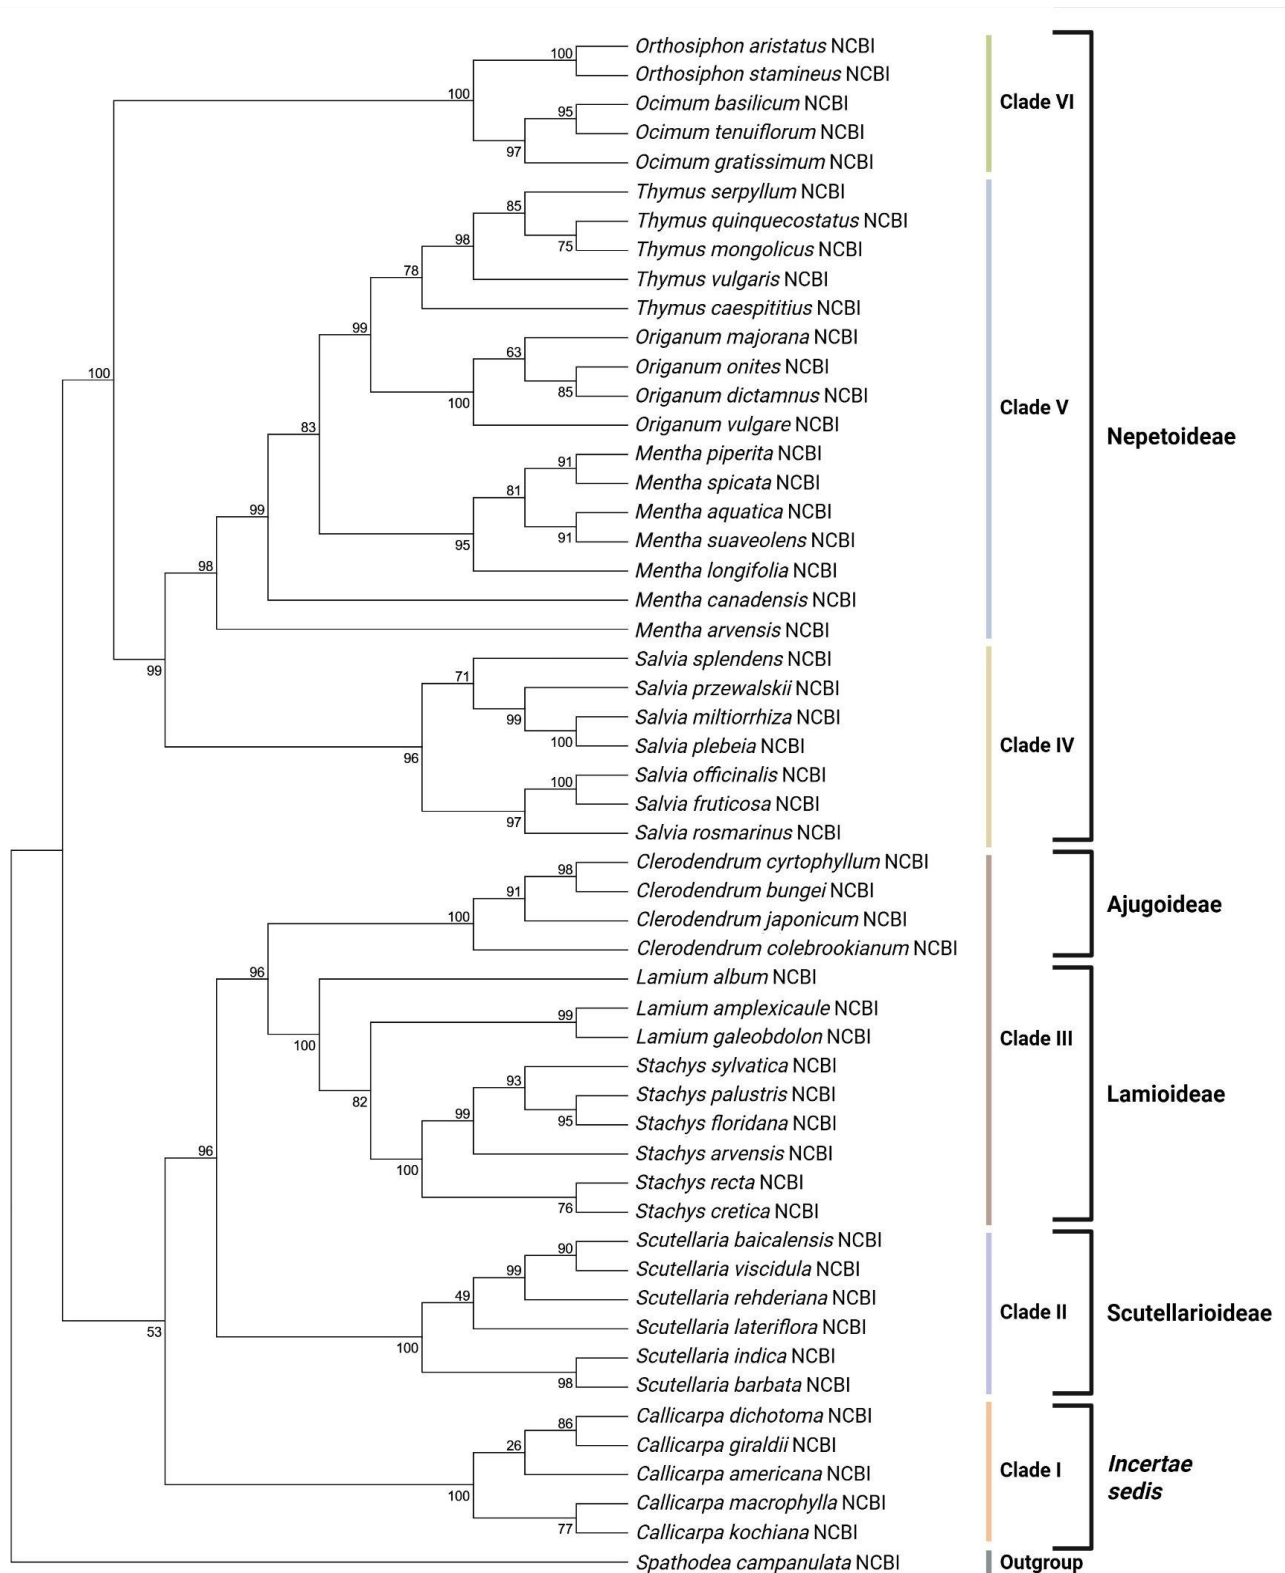 Orthosiphon aristatus NCBI
100
Orthosiphon stamineus NCBI
100
Ocimum basilicum NCBI
Clade VI
95
Ocimum tenuiflorum NCBI
97
Ocimum gratissimum NCBI
Thymus serpyllum NCBI
85
Thymus quinquecostatus NCBI
98
75
Thymus mongolicus NCBI
78
Thymus vulgaris NCBI
Thymus caespititius NCBI
99
Origanum majorana NCBI
63
Origanum onites NCBI
100
85
Origanum dictamnus NCBI
100
Clade V
Origanum vulgare NCBI
83
Nepetoideae
Mentha piperita NCBI
91
Mentha spicata NCBI
81
99
Mentha aquatica NCBI
91
Mentha suaveolens NCBI
95
98
Mentha longifolia NCBI
Mentha canadensis NCBI
Mentha arvensis NCBI
99
Salvia splendens NCBI
71
Salvia przewalskii NCBI
99
Salvia miltiorrhiza NCBI
100
Salvia plebeia NCBI
Clade IV
96
Salvia officinalis NCBI
100
Salvia fruticosa NCBI
97
Salvia rosmarinus NCBI
Clerodendrum cyrtophyllum NCBI
98
Clerodendrum bungei NCBI
91
Ajugoideae
100
Clerodendrum japonicum NCBI
Clerodendrum colebrookianum NCBI
96
Lamium album NCBI
Lamium amplexicaule NCBI
99
Lamium galeobdolon NCBI
Clade III
100
Stachys sylvatica NCBI
93
Stachys palustris NCBI
Lamioideae
82
99
95
Stachys floridana NCBI
96
Stachys arvensis NCBI
100
Stachys recta NCBI
76
Stachys cretica NCBI
Scutellaria baicalensis NCBI
90
Scutellaria viscidula NCBI
99
Scutellaria rehderiana NCBI
49
Clade II
Scutellarioideae
Scutellaria lateriflora NCBI
53
100
Scutellaria indica NCBI
98
Scutellaria barbata NCBI
Callicarpa dichotoma NCBI
86
Callicarpa giraldii NCBI
26
Callicarpa americana NCBI
Clade I
Incertae
sedis
100
Callicarpa macrophylla NCBI
77
Callicarpa kochiana NCBI
Spathodea campanulata NCBI
Outgroup